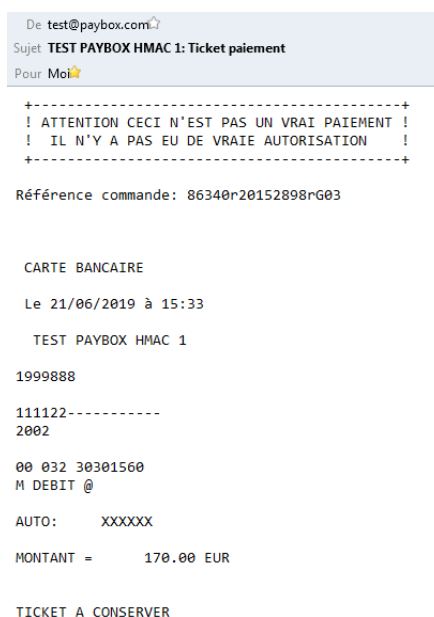 De test@paybox.com
Sujet TEST PAYBOX HMAC 1: Ticket paiement
Pour Moi
+-------------------------------------------+
! ATTENTION CECI N'EST PAS UN VRAI PAIEMENT !
! IL N'Y A PAS EU DE VRAIE AUTORISATION !
+-------------------------------------------+
Référence commande: 86340r20152898rG03
CARTE BANCAIRE
Le 21/06/2019 à 15:33
TEST PAYBOX HMAC 1
1999888
111122-----------
2002
00 032 30301560
M DEBIT @
AUTO: XXXXXX
MONTANT = 170.00 EUR
TICKET A CONSERVER